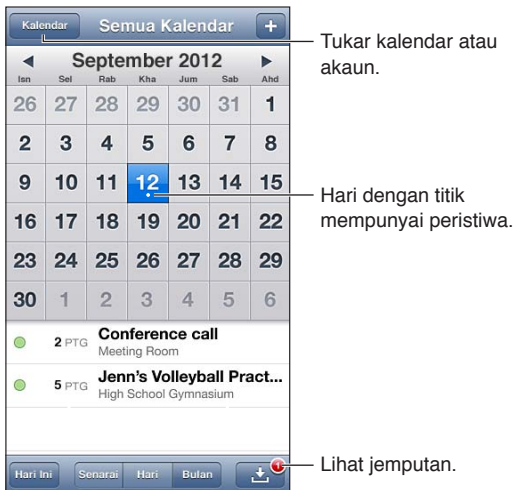 Kalendar Semua Kalendar +
September 2012
Isn Sel Rab Kha Jum Sab Ahd
26 27 28 29 30 31 1
2 3 4 5 6 7 8
9 10 11 12 13 14 15
16 17 18 19 20 21 22
23 24 25 26 27 28 29
30 1 2 3 4 5 6
2 PTG Conference call
Meeting Room
5 PTG Jenn's Volleyball Pract...
High School Gymnasium
Hari Ini Senarai Hari Bulan 1
Tukar kalendar atau
akaun.
Hari dengan titik
mempunyai peristiwa.
Lihat jemputan.